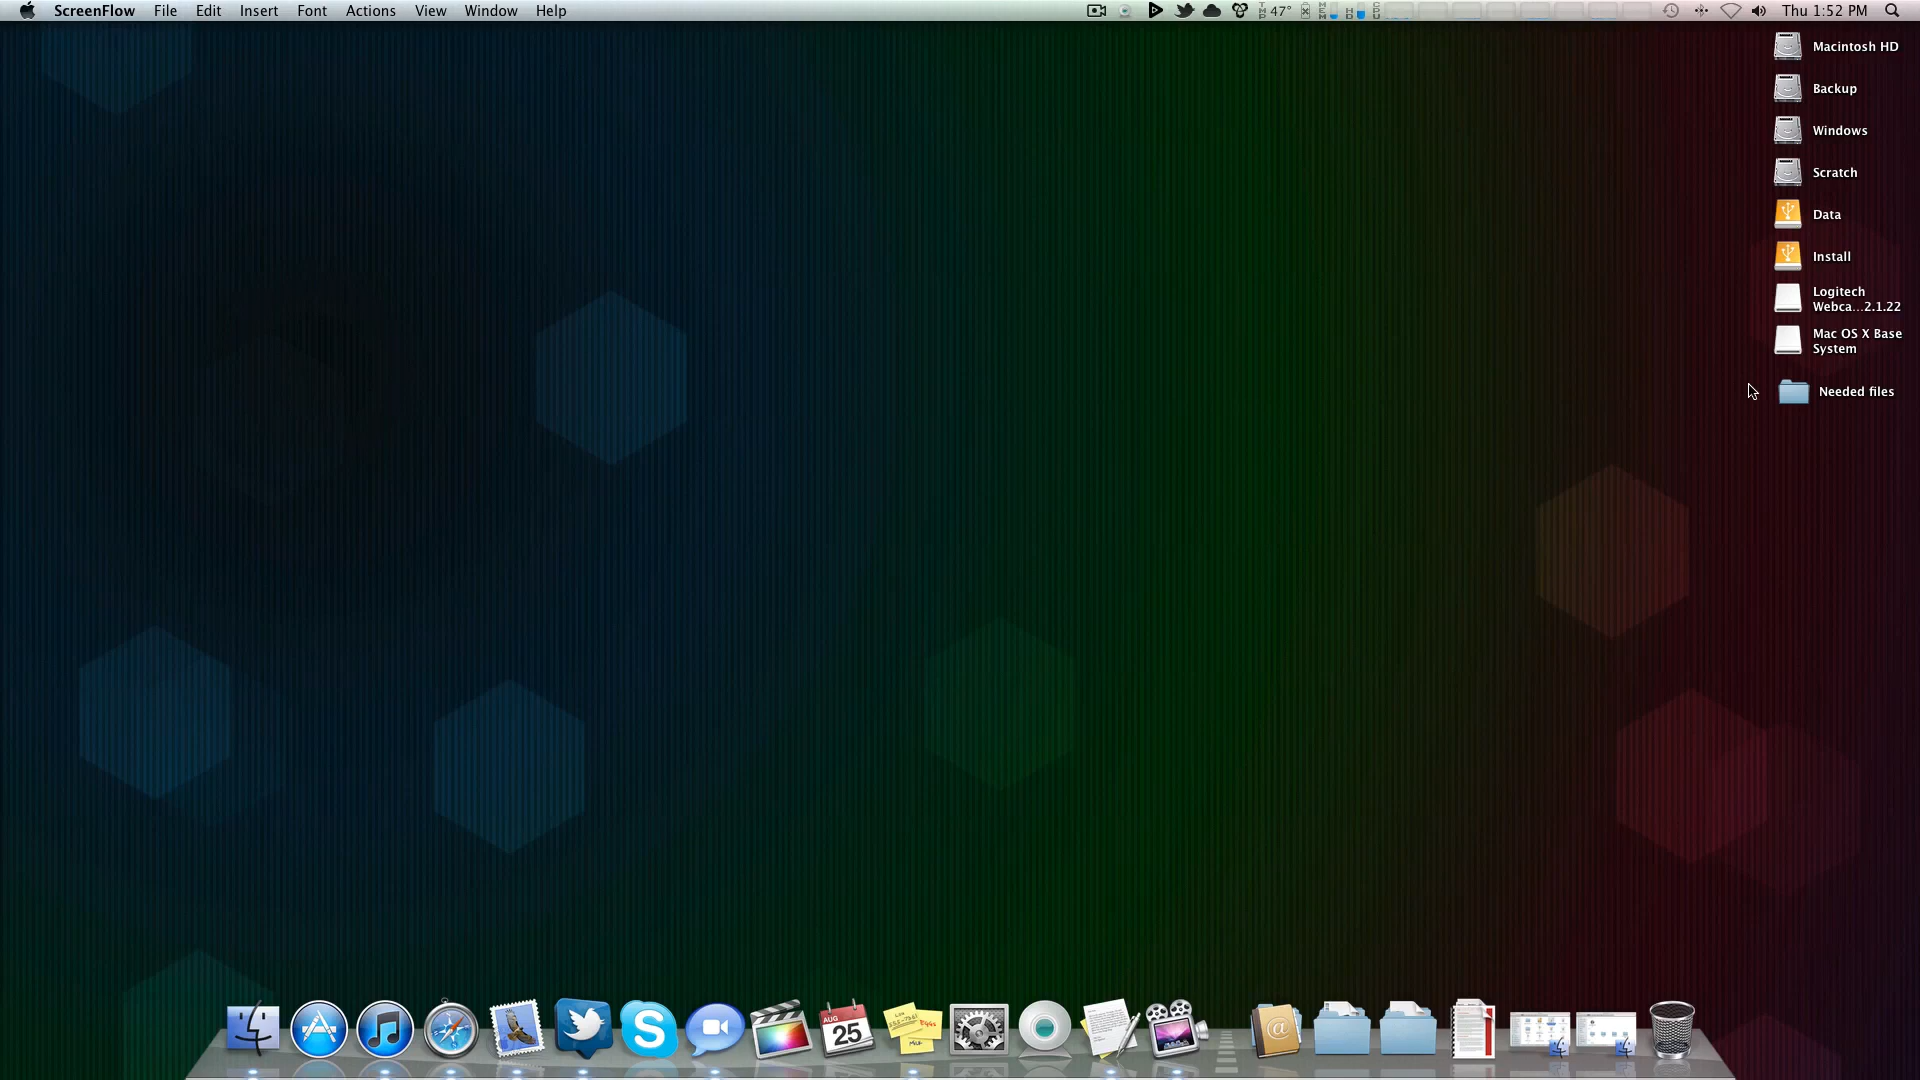 ScreenFlow File Edit Insert Font Actions View Window Help
47° Thu 1:52 PM
Macintosh HD
Backup
Windows
Scratch
Data
Install
Logitech
Webca...2.1.22
Mac OS X Base
System
Needed files
AUG
25